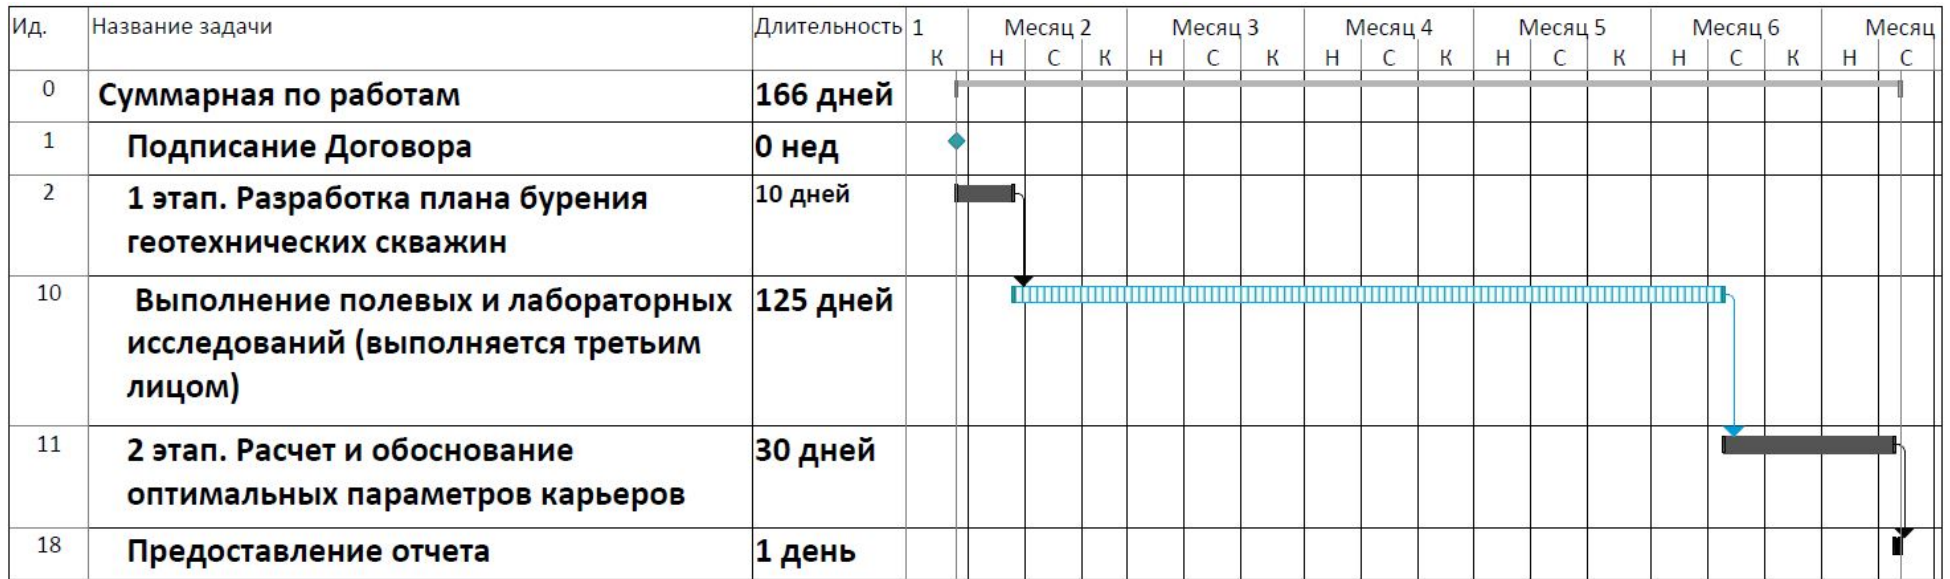 Ид. Название задачи Длительность 1 Месяц 2 Месяц 3 Месяц 4 Месяц 5 Месяц 6 Месяц
К Н С К Н С К Н С К Н С К Н С К Н С
0 Суммарная по работам 166 дней
1 Подписание Договора 0 нед
2 1 этап. Разработка плана бурения 10 дней
геотехнических скважин
10 Выполнение полевых и лабораторных 125 дней
исследований (выполняется третьим
лицом)
11 2 этап. Расчет и обоснование 30 дней
оптимальных параметров карьеров
18 Предоставление отчета 1 день